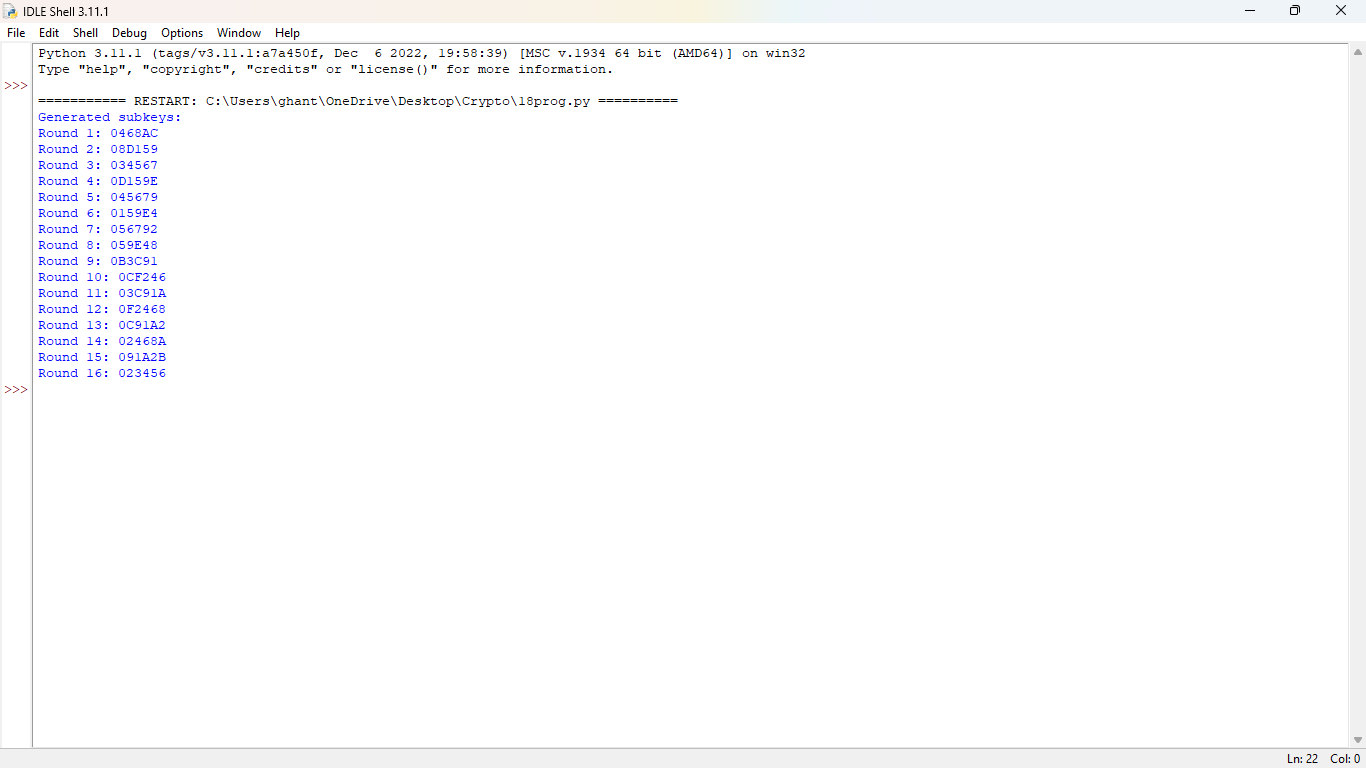 IDLE Shell 3.11.1
File Edit Shell Debug Options Window Help
Python 3.11.1 (tags/v3.11.1:a7a450f, Dec  6 2022, 19:58:39) [MSC v.1934 64 bit (AMD64)] on win32
Type "help", "copyright", "credits" or "license()" for more information.
>>>
=========== RESTART: C:\Users\ghant\OneDrive\Desktop\Crypto\18prog.py ==========
Generated subkeys:
Round 1: 0468AC
Round 2: 08D159
Round 3: 034567
Round 4: 0D159E
Round 5: 045679
Round 6: 0159E4
Round 7: 056792
Round 8: 059E48
Round 9: 0B3C91
Round 10: 0CF246
Round 11: 03C91A
Round 12: 0F2468
Round 13: 0C91A2
Round 14: 02468A
Round 15: 091A2B
Round 16: 023456
>>>
Ln: 22 Col: 0